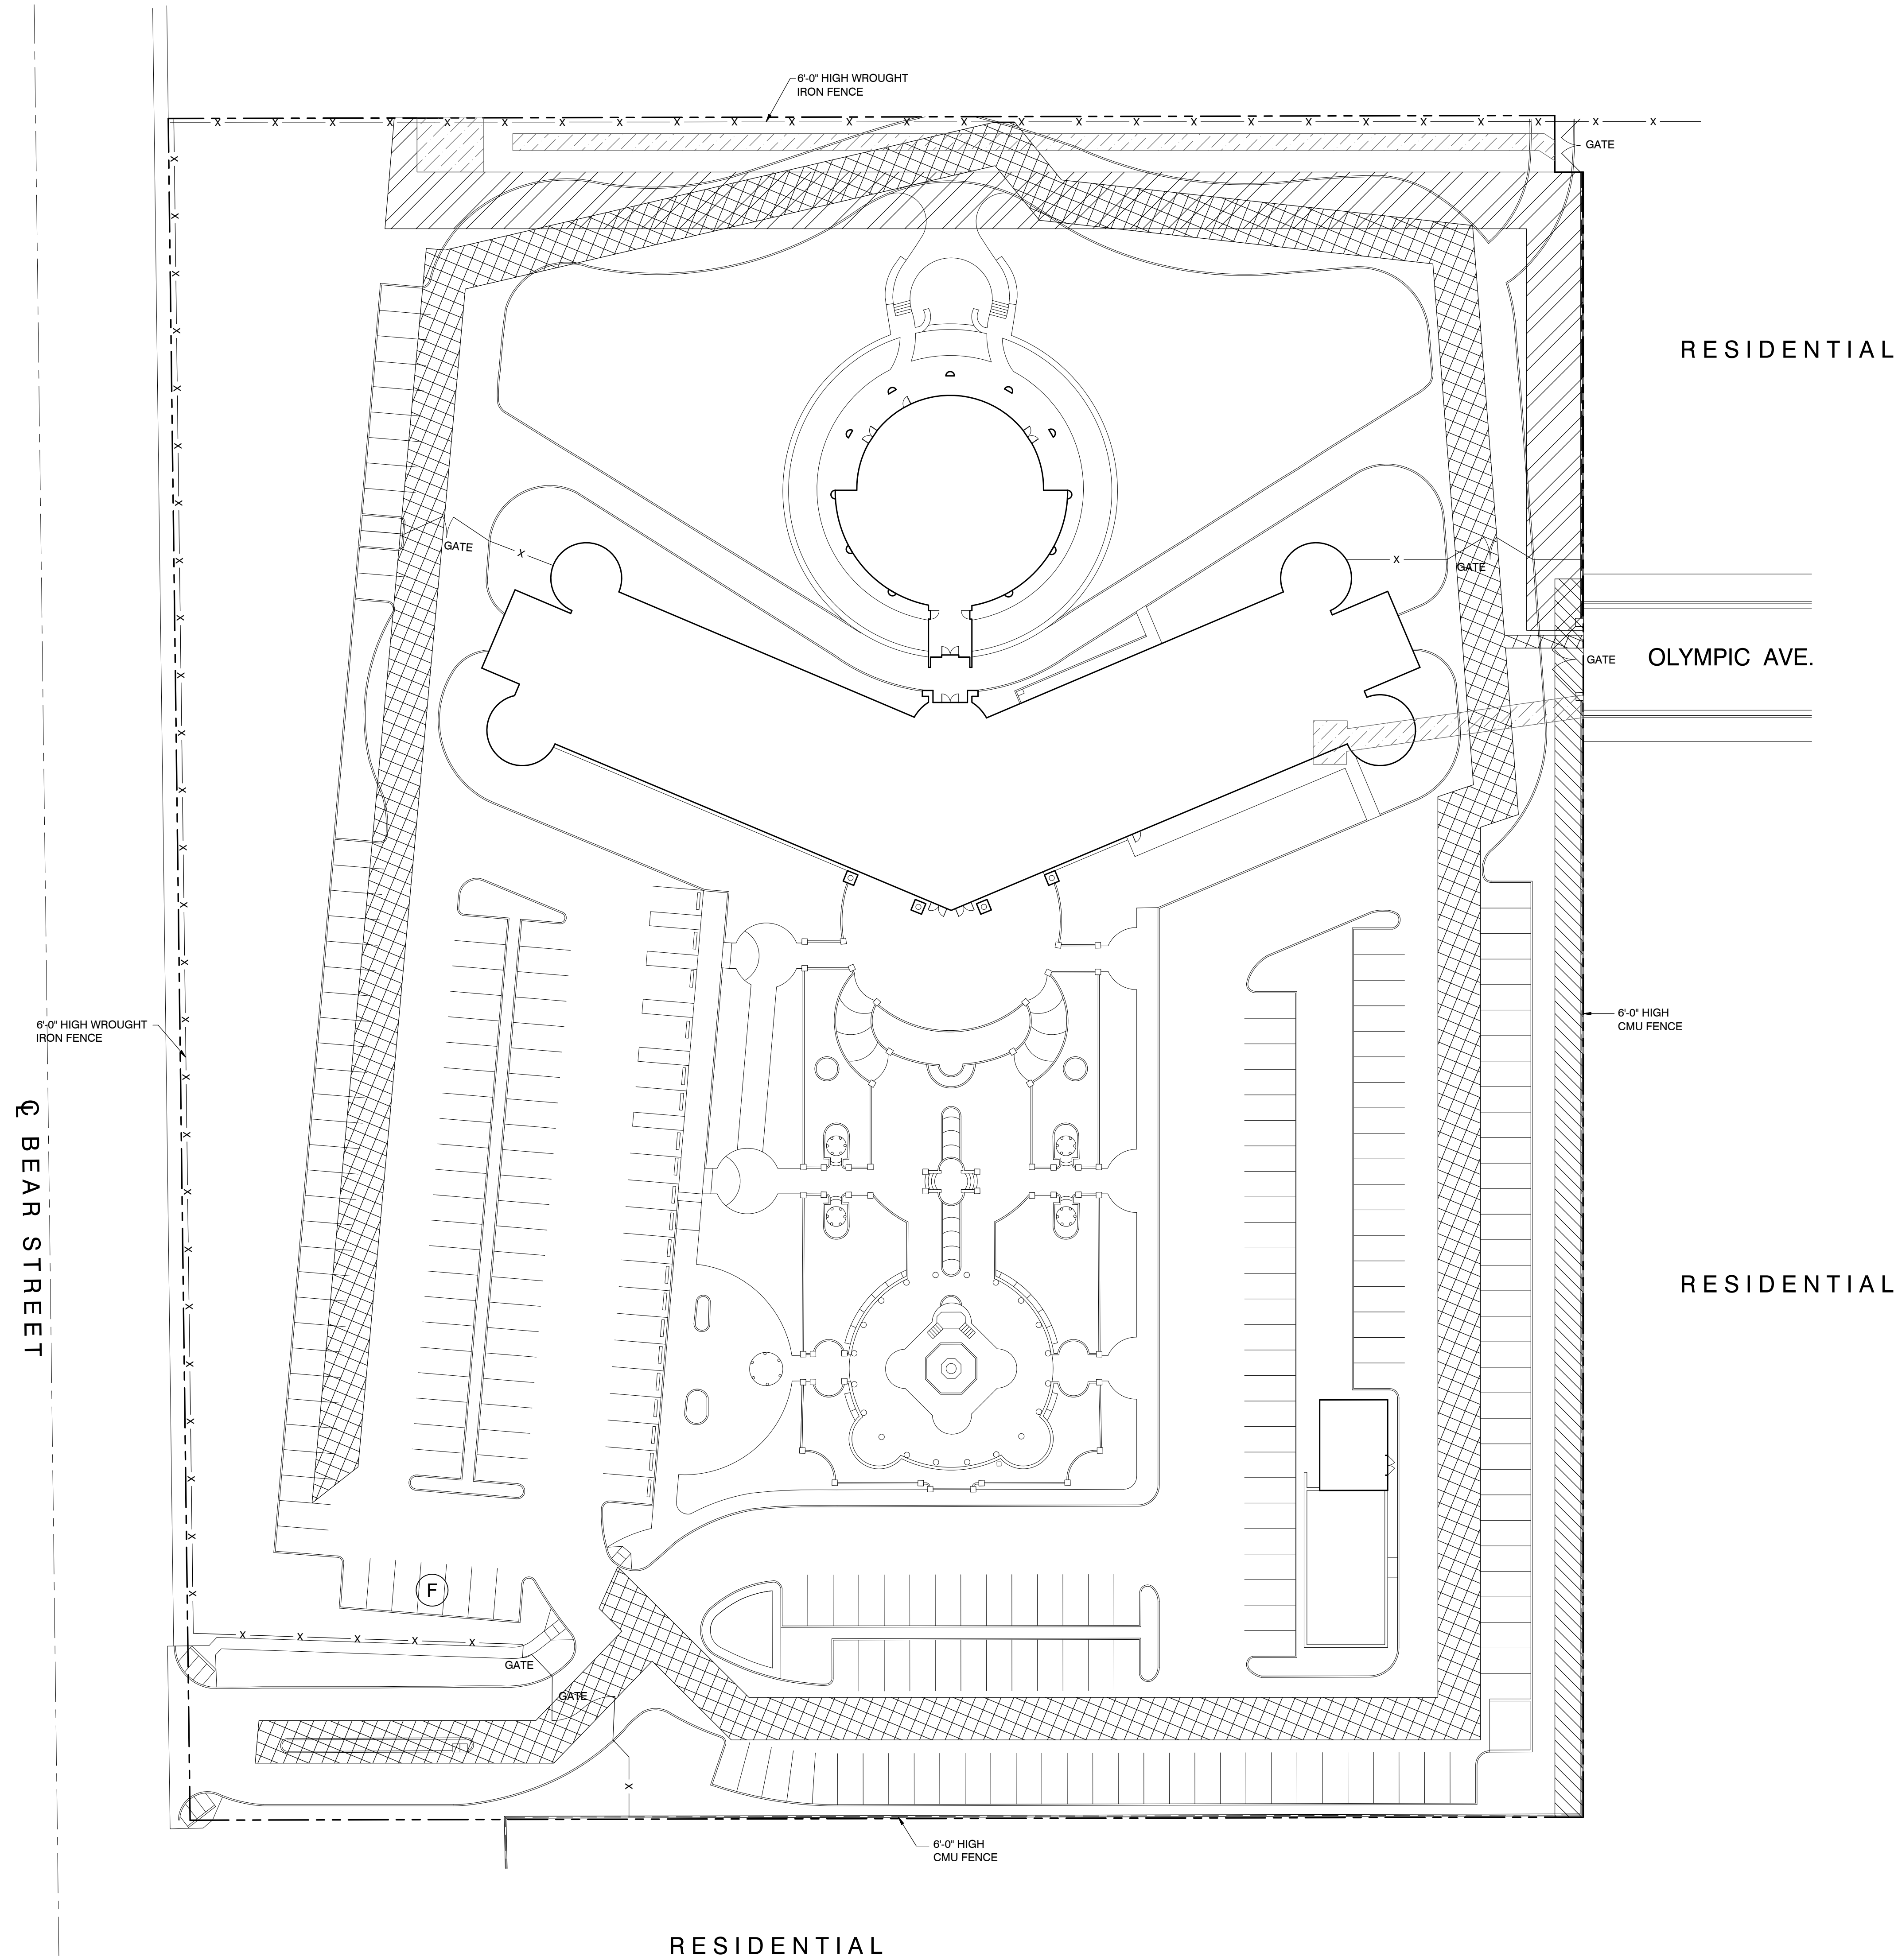 6'-0" HIGH WROUGHT
IRON FENCE
GATE
RESIDENTIAL
GATE
GATE
GATE
OLYMPIC AVE.
6'-0" HIGH WROUGHT
IRON FENCE
6'-0" HIGH
CMU FENCE
℄ BEAR STREET
RESIDENTIAL
F
GATE
GATE
6'-0" HIGH
CMU FENCE
RESIDENTIAL